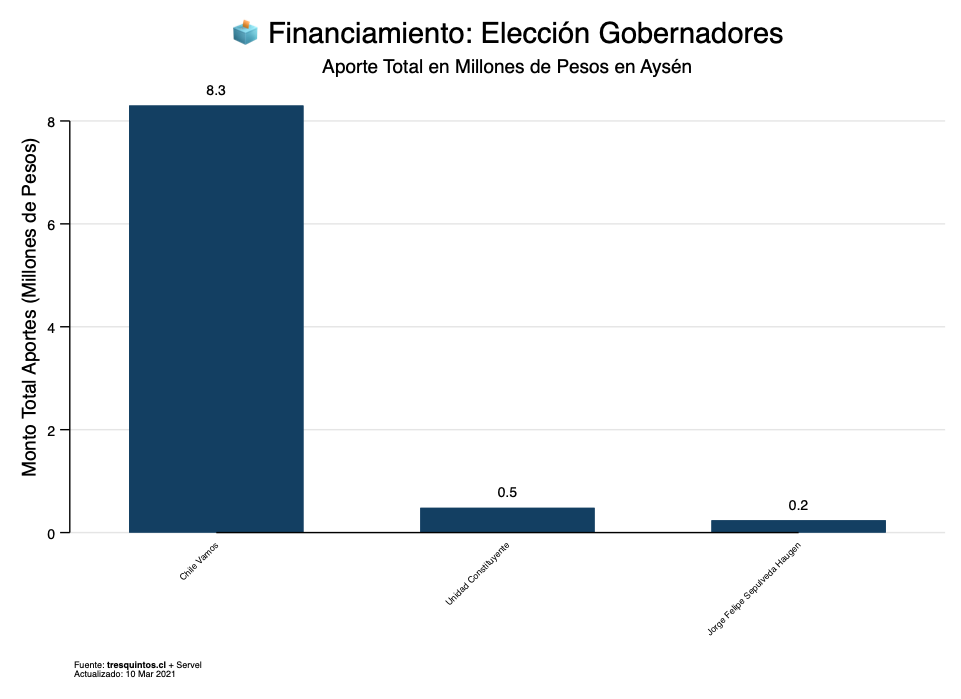 Financiamiento: Elección Gobernadores
Aporte Total en Millones de Pesos en Aysén
Monto Total Aportes (Millones de Pesos)
8
6
4
2
0
8.3
0.5
0.2
Chile Vamos
Unidad Constituyente
Jorge Felipe Sepulveda Haugen
Fuente: tresquintos.cl + Servel
Actualizado: 10 Mar 2021